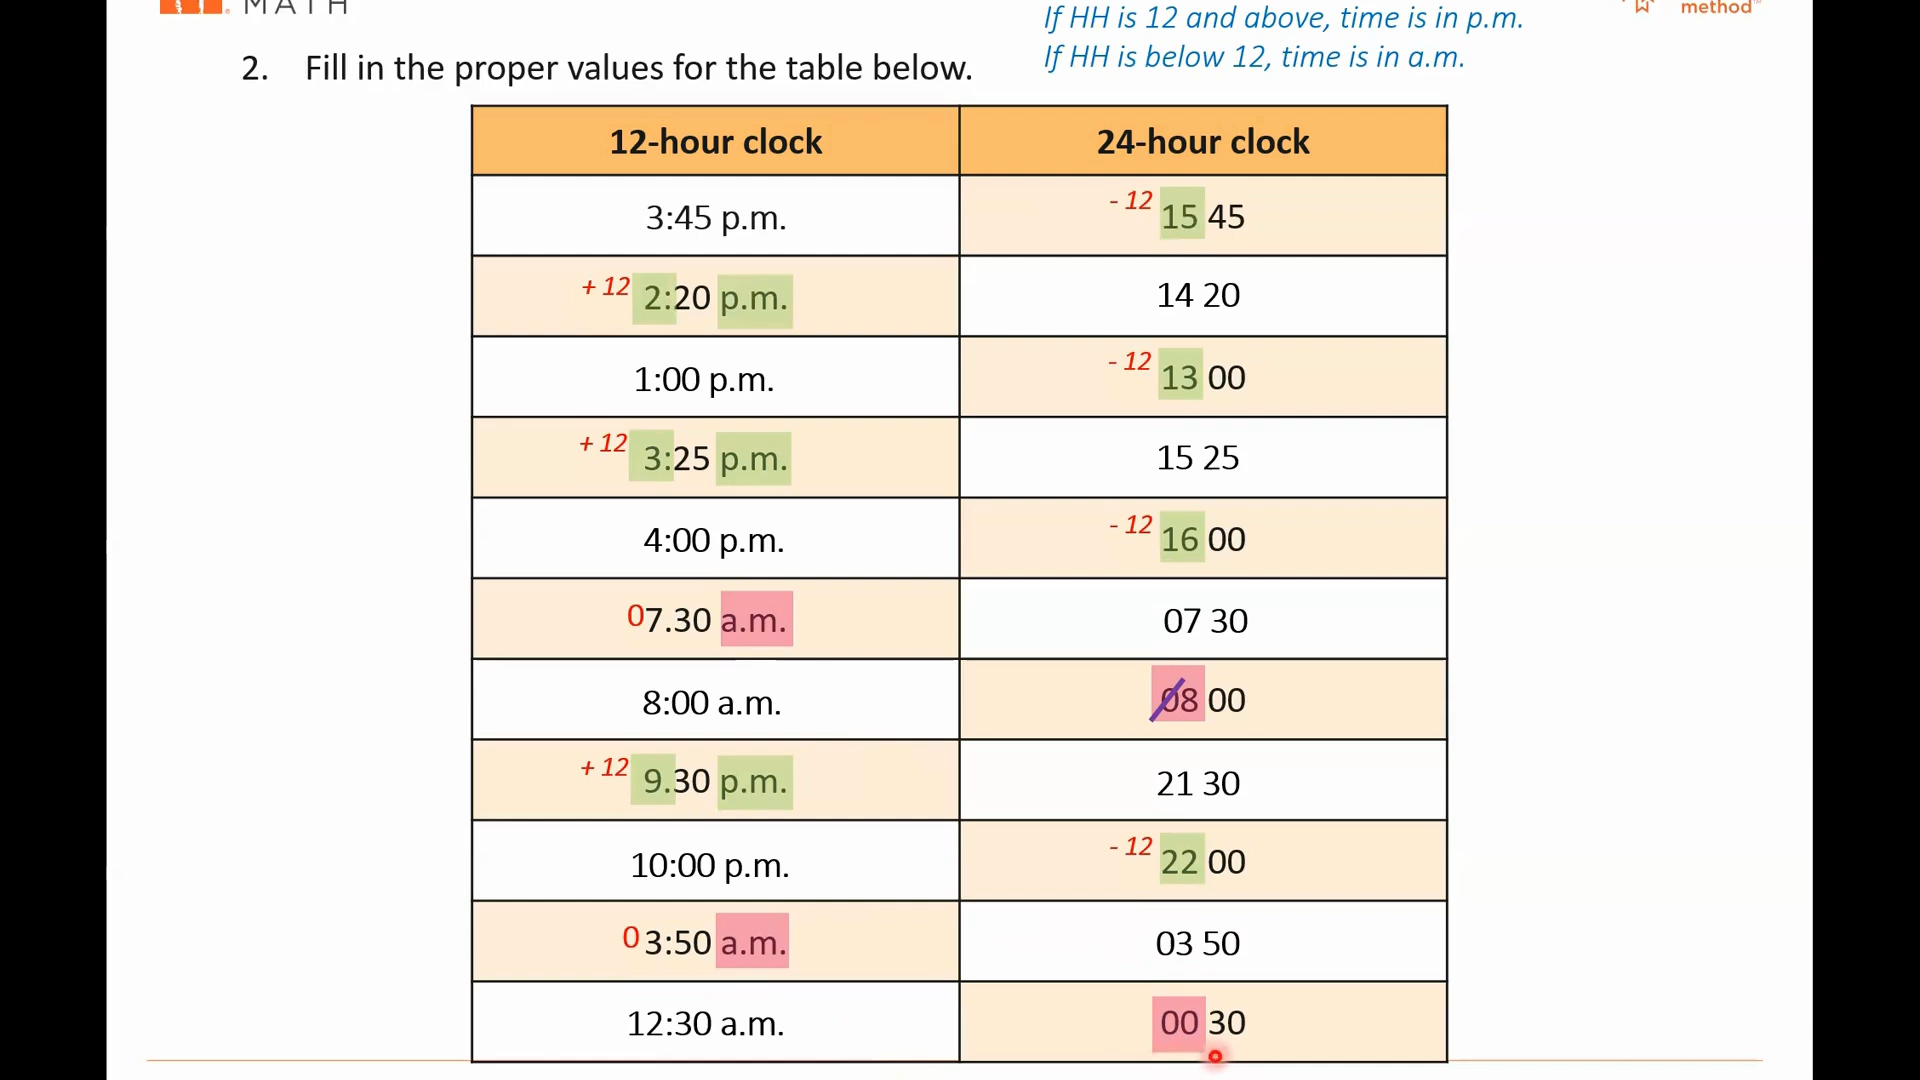 MATH
method
If HH is 12 and above, time is in p.m.
If HH is below 12, time is in a.m.
2. Fill in the proper values for the table below.
12-hour clock 24-hour clock
3:45 p.m. - 12 15 45
+ 12 2:20 p.m. 14 20
1:00 p.m. - 12 13 00
+ 12 3:25 p.m. 15 25
4:00 p.m. - 12 16 00
07.30 a.m. 07 30
8:00 a.m. 08 00
+ 12 9.30 p.m. 21 30
10:00 p.m. - 12 22 00
0 3:50 a.m. 03 50
12:30 a.m. 00 30